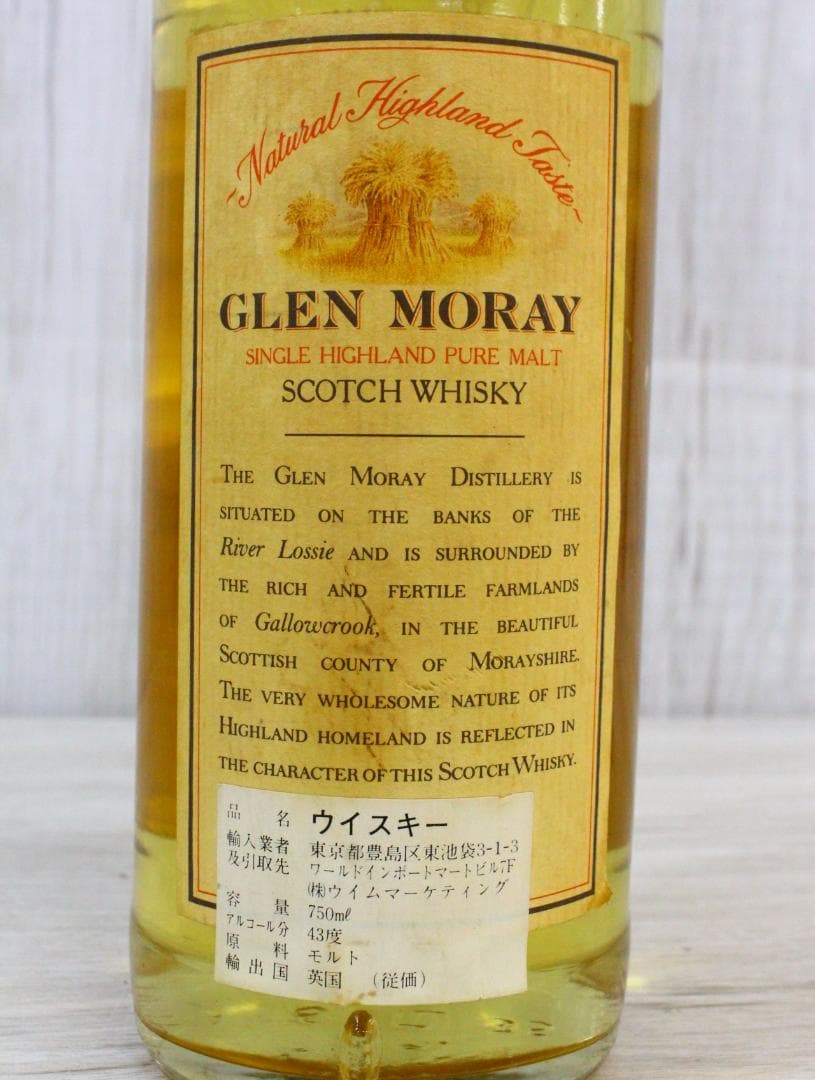 ~Natural Highland Taste~
GLEN MORAY
SINGLE HIGHLAND PURE MALT
SCOTCH WHISKY
THE GLEN MORAY DISTILLERY IS
SITUATED ON THE BANKS OF THE
River Lossie AND IS SURROUNDED BY
THE RICH AND FERTILE FARMLANDS
OF Gallowcrook, IN THE BEAUTIFUL
SCOTTISH COUNTY OF MORAYSHIRE.
THE VERY WHOLESOME NATURE OF ITS
HIGHLAND HOMELAND IS REFLECTED IN
THE CHARACTER OF THIS SCOTCH WHISKY.
品名 ウイスキー
輸入業者 東京都豊島区東池袋3-1-3
及引取先 ワールドインポートマートビル7F
(株)ウイムマーケティング
容量 750mℓ
アルコール分 43度
原料 モルト
輸出国 英国 (従価)